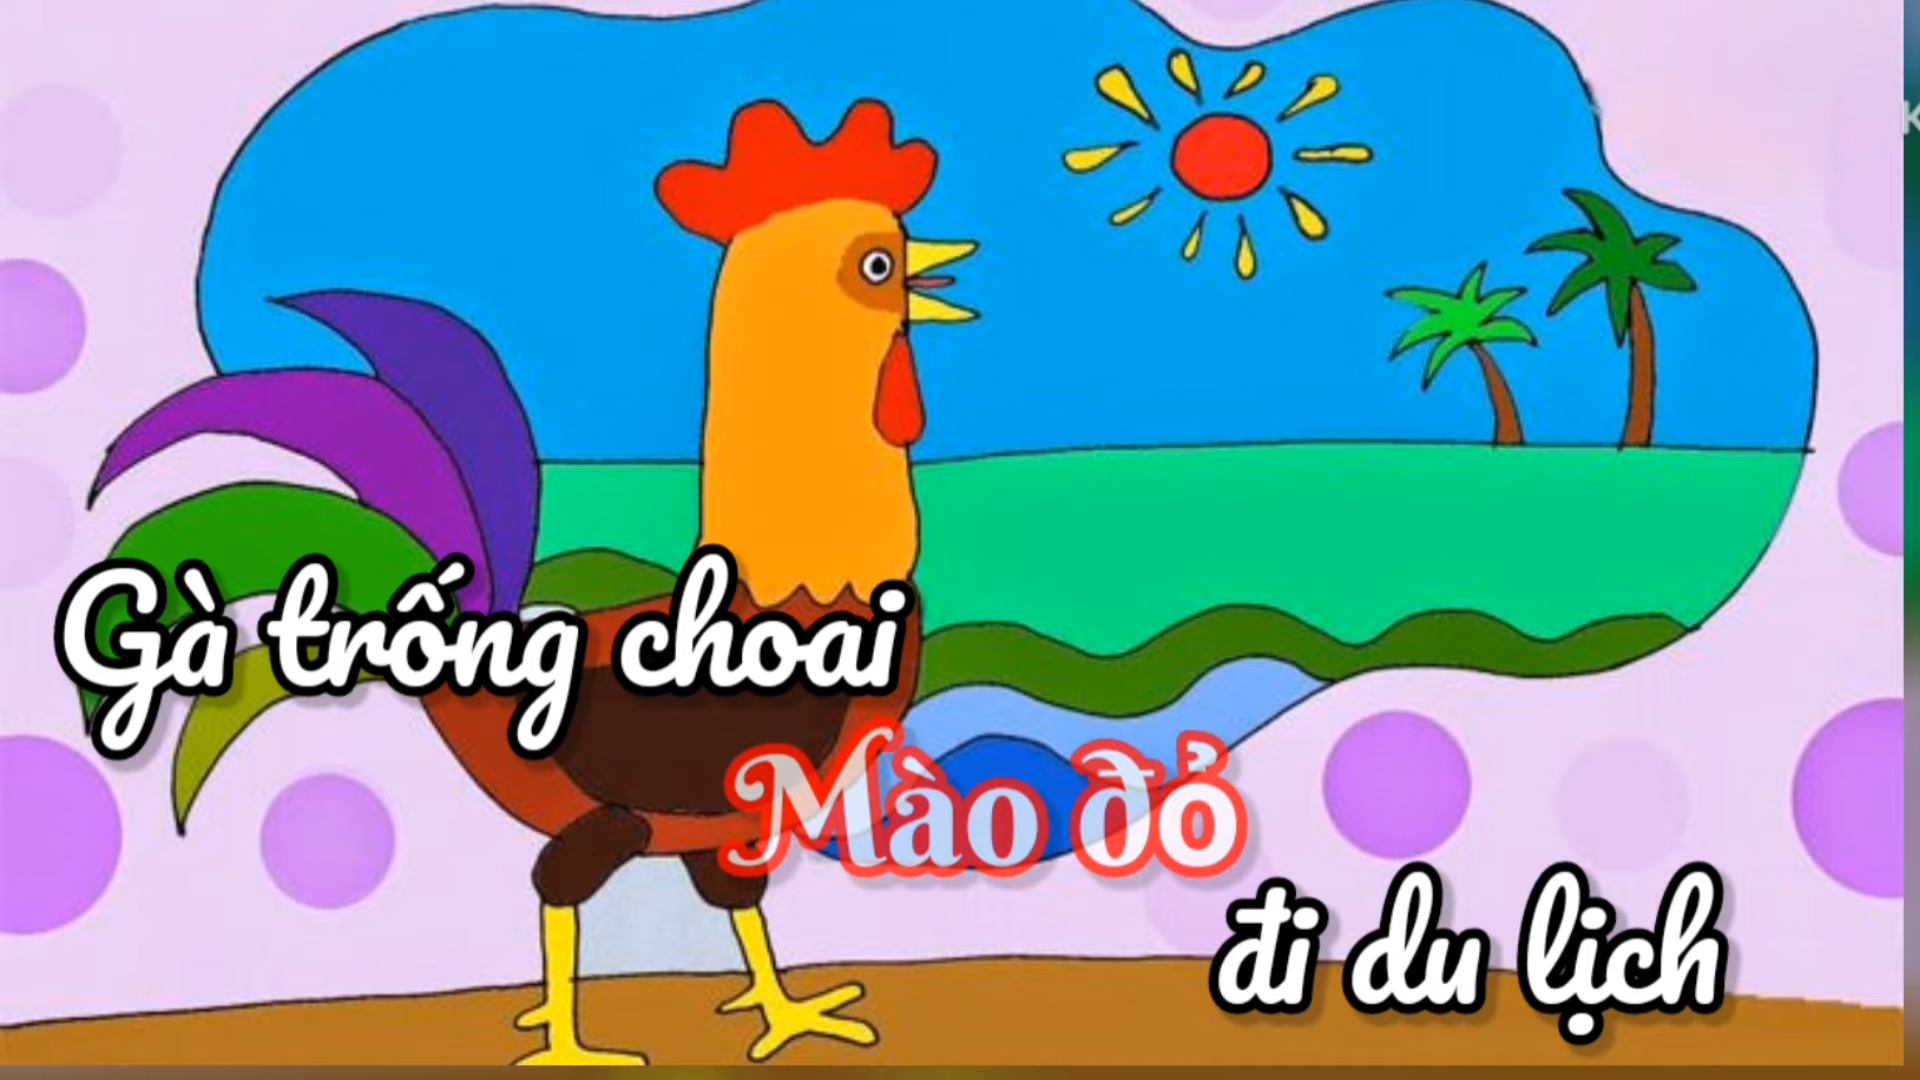 Gà trống choai
Mào đỏ
đi du lịch
K